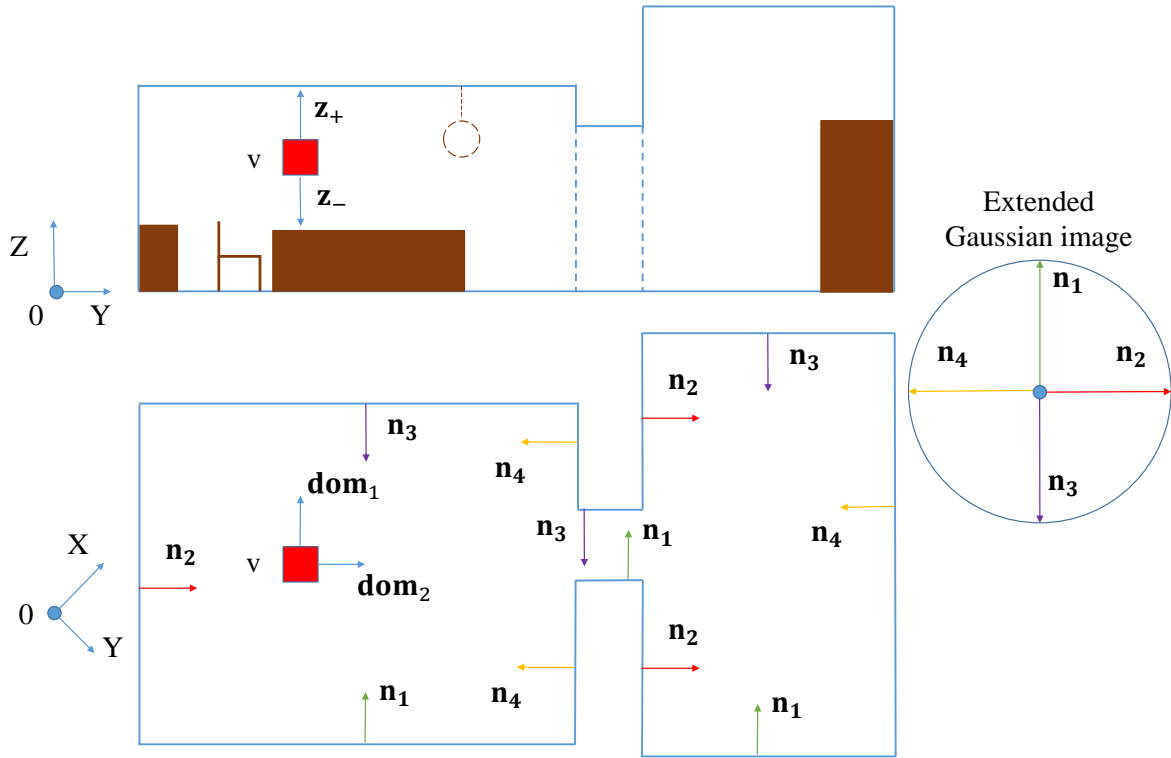 z₊
v
z₋
Z
0
Y
Extended
Gaussian image
n₁
n₄
n₂
n₃
n₃
n₂
n₃
n₄
dom₁
n₃
n₁
n₄
X
n₂
v
dom₂
0
Y
n₂
n₄
n₁
n₁